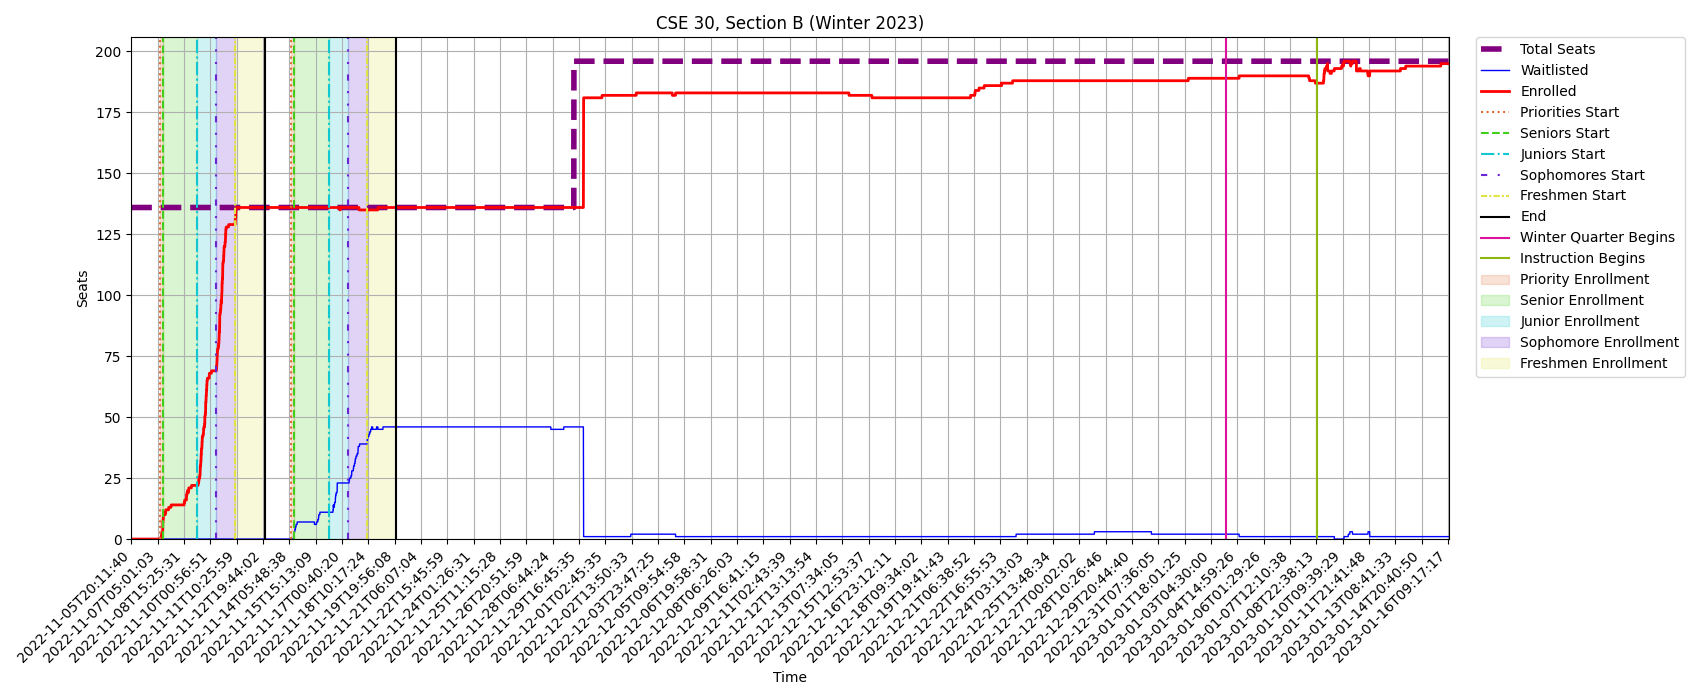 CSE 30, Section B (Winter 2023)
Seats
200
175
150
125
100
75
50
25
0
2022-11-05T20:11:40
2022-11-07T05:01:03
2022-11-08T15:25:31
2022-11-10T00:56:51
2022-11-11T10:25:59
2022-11-12T19:44:02
2022-11-14T05:48:38
2022-11-15T15:13:09
2022-11-17T00:40:20
2022-11-18T10:17:24
2022-11-19T19:56:08
2022-11-21T06:07:04
2022-11-22T15:45:59
2022-11-24T01:26:31
2022-11-25T11:15:28
2022-11-26T20:51:59
2022-11-28T06:44:24
2022-11-29T16:45:35
2022-12-01T02:45:35
2022-12-02T13:50:33
2022-12-03T23:47:25
2022-12-05T09:54:58
2022-12-06T19:58:31
2022-12-08T06:26:03
2022-12-09T16:41:15
2022-12-11T02:43:39
2022-12-12T13:13:54
2022-12-13T07:34:05
2022-12-15T12:53:37
2022-12-16T23:12:11
2022-12-18T09:34:02
2022-12-19T19:41:43
2022-12-21T06:38:52
2022-12-22T16:55:53
2022-12-24T03:13:03
2022-12-25T13:48:34
2022-12-27T00:02:02
2022-12-28T10:26:46
2022-12-29T20:44:40
2022-12-31T07:36:05
2023-01-01T18:01:25
2023-01-03T04:30:00
2023-01-04T14:59:26
2023-01-06T01:29:26
2023-01-07T12:10:38
2023-01-08T22:38:13
2023-01-10T09:39:29
2023-01-11T21:41:48
2023-01-13T08:41:33
2023-01-14T20:40:50
2023-01-16T09:17:17
Time
Total Seats
Waitlisted
Enrolled
Priorities Start
Seniors Start
Juniors Start
Sophomores Start
Freshmen Start
End
Winter Quarter Begins
Instruction Begins
Priority Enrollment
Senior Enrollment
Junior Enrollment
Sophomore Enrollment
Freshmen Enrollment